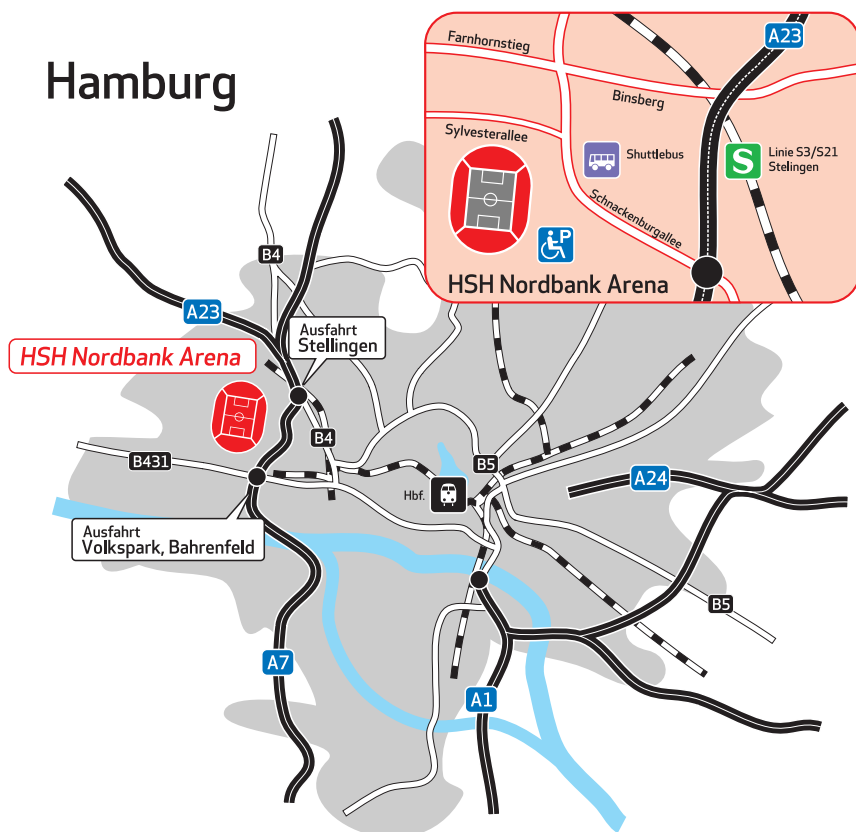 Hamburg
A23
Farnhornstieg
Binsberg
Sylvesterallee
Shuttlebus
S
Linie S3/S21
Stelingen
Schnackenburgallee
P
HSH Nordbank Arena
B4
A23
Ausfahrt
Stellingen
HSH Nordbank Arena
B4
B431
B5
A24
Hbf.
Ausfahrt
Volkspark, Bahrenfeld
B5
A7
A1